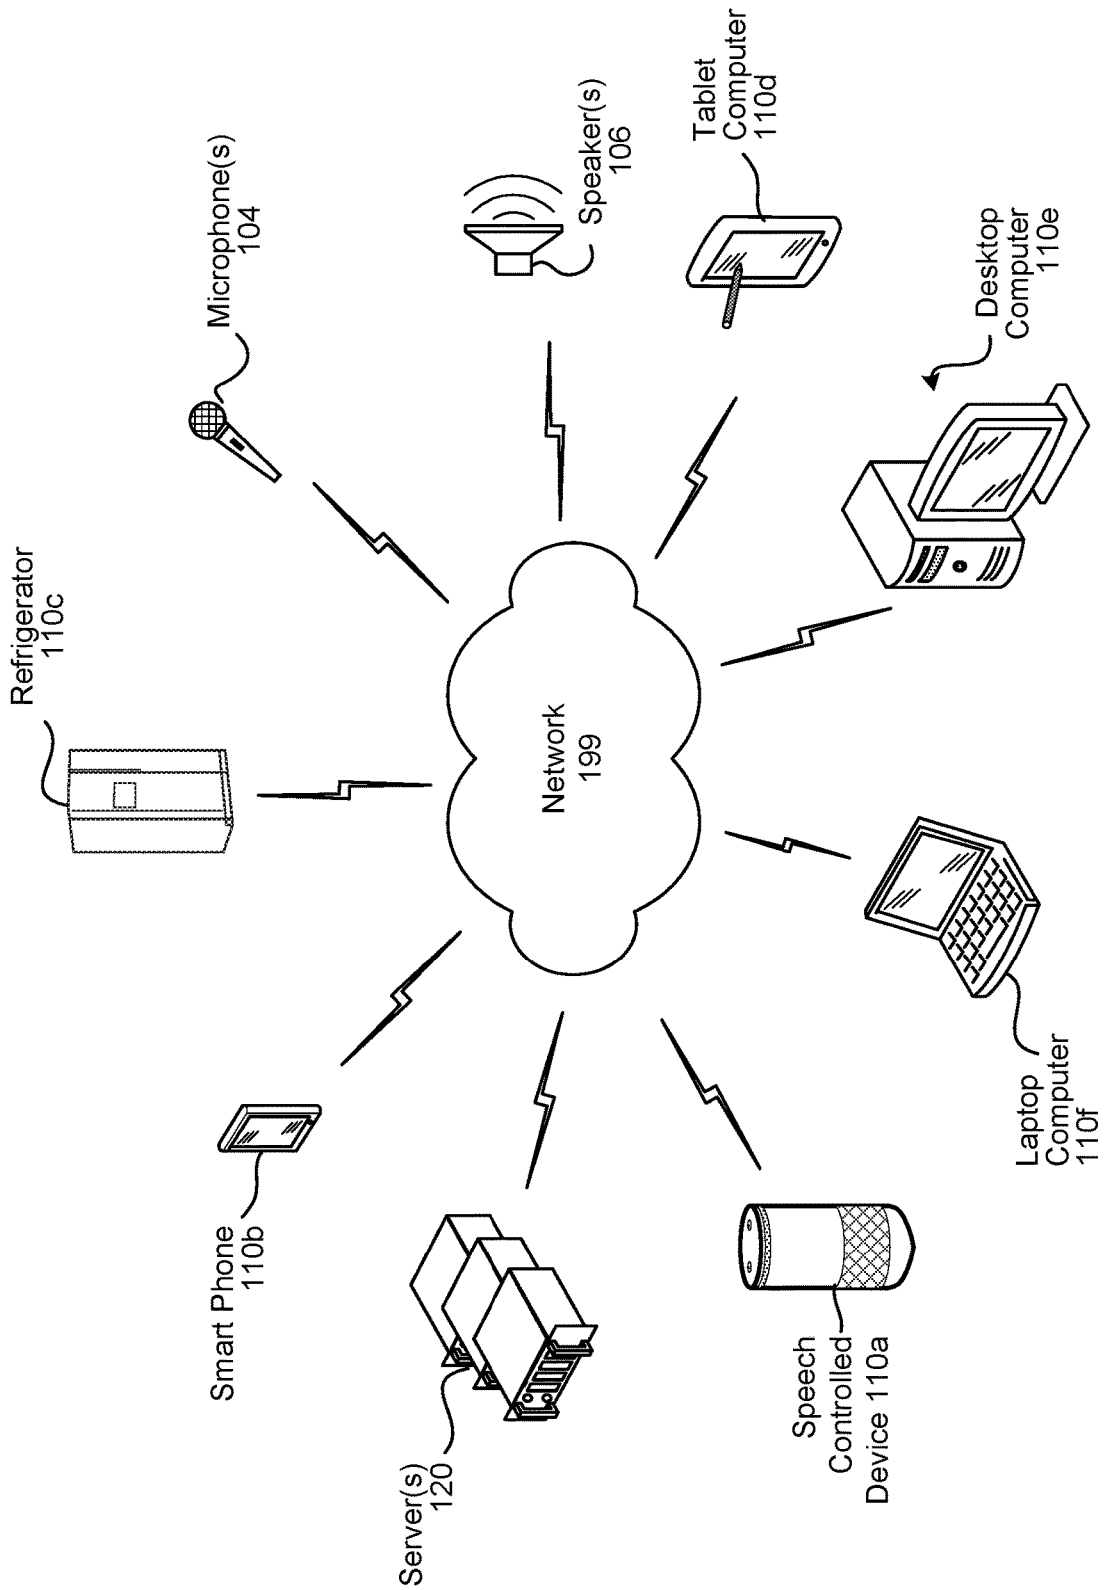 Refrigerator
110c
Microphone(s)
104
Smart Phone
110b
Speaker(s)
106
Server(s)
120
Network
199
Tablet
Computer
110d
Speech
Controlled
Device 110a
Desktop
Computer
110e
Laptop
Computer
110f